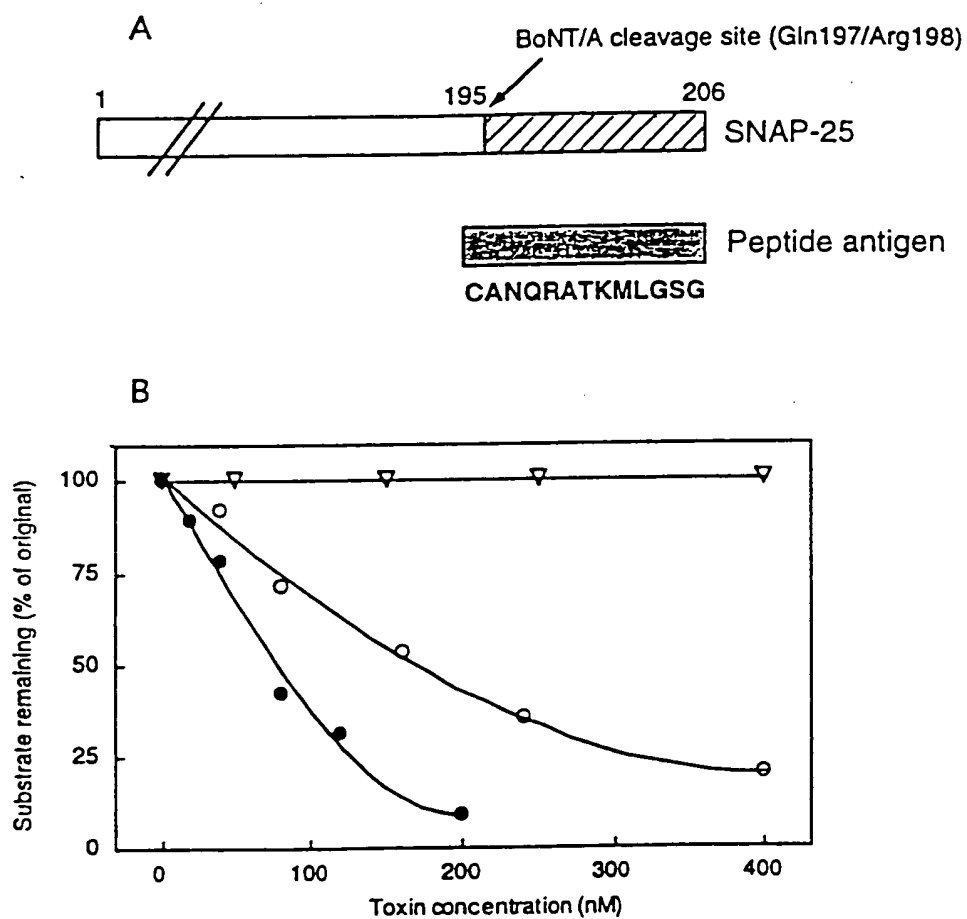 A
BoNT/A cleavage site (Gln197/Arg198)
1
195
206
SNAP-25
Peptide antigen
CANQRATKMLGSG
B
Substrate remaining (% of original)
100
75
50
25
0
0
100
200
300
400
Toxin concentration (nM)